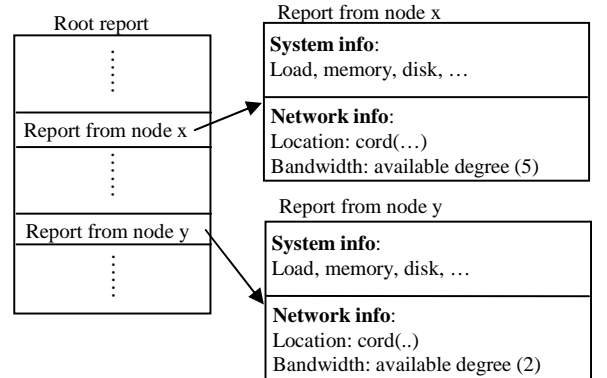 Root report
Report from node x
Report from node y
Report from node x
System info:
Load, memory, disk, …
Network info:
Location: cord(…)
Bandwidth: available degree (5)
Report from node y
System info:
Load, memory, disk, …
Network info:
Location: cord(..)
Bandwidth: available degree (2)